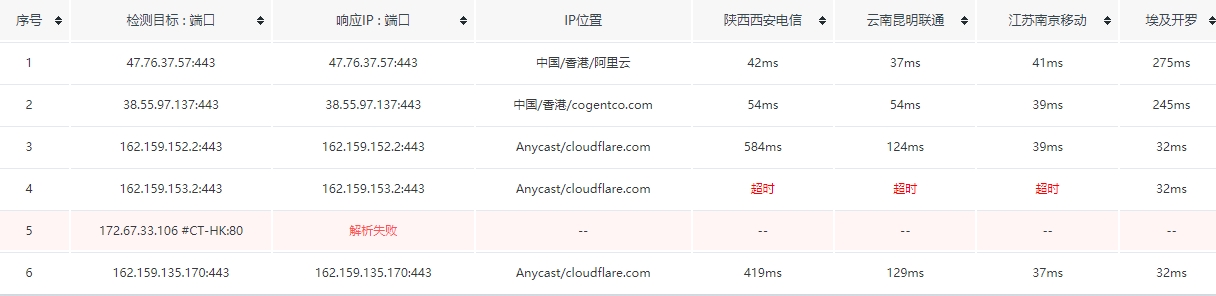 序号 检测目标 : 端口 响应IP : 端口 IP位置 陕西西安电信 云南昆明联通 江苏南京移动 埃及开罗
1 47.76.37.57:443 47.76.37.57:443 中国/香港/阿里云 42ms 37ms 41ms 275ms
2 38.55.97.137:443 38.55.97.137:443 中国/香港/cogentco.com 54ms 54ms 39ms 245ms
3 162.159.152.2:443 162.159.152.2:443 Anycast/cloudflare.com 584ms 124ms 39ms 32ms
4 162.159.153.2:443 162.159.153.2:443 Anycast/cloudflare.com 超时 超时 超时 32ms
5 172.67.33.106 #CT-HK:80 解析失败 -- -- -- -- --
6 162.159.135.170:443 162.159.135.170:443 Anycast/cloudflare.com 419ms 129ms 37ms 32ms